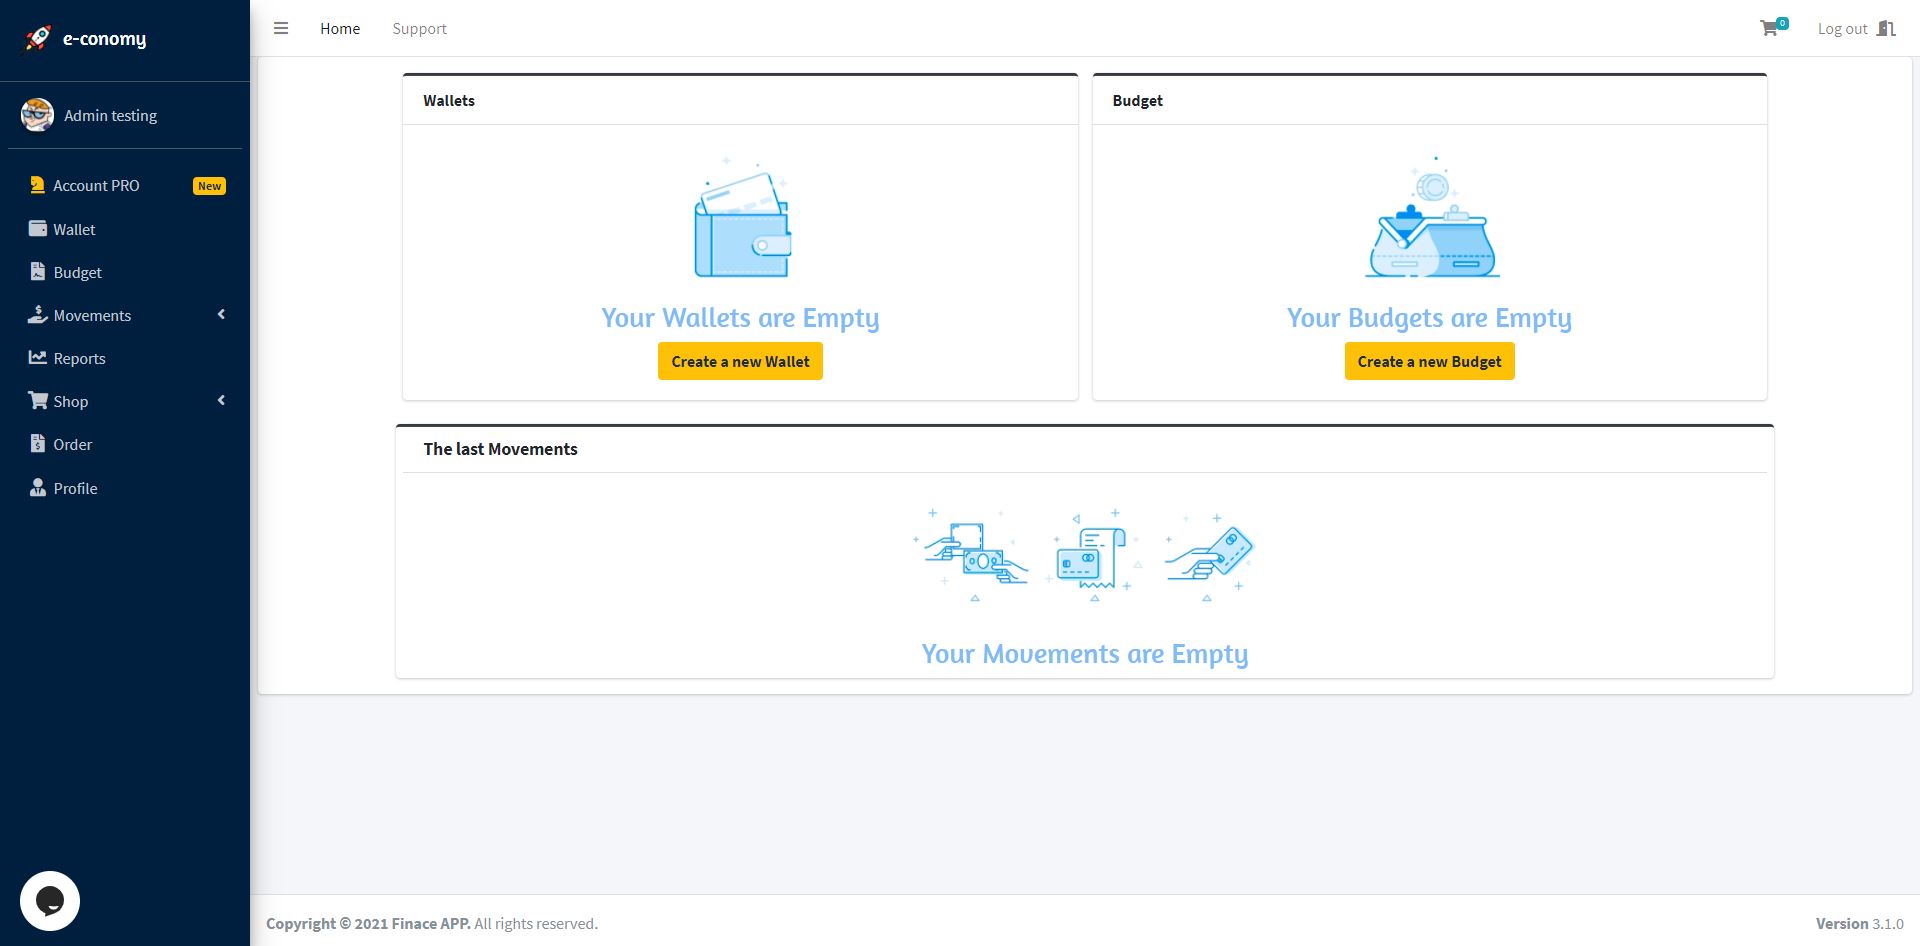 e-conomy
Home
Support
0
Log out
Admin testing
Account PRO
New
Wallet
Budget
Movements
Reports
Shop
Order
Profile
Wallets
Your Wallets are Empty
Create a new Wallet
Budget
Your Budgets are Empty
Create a new Budget
The last Movements
Your Movements are Empty
Copyright © 2021 Finace APP. All rights reserved.
Version 3.1.0